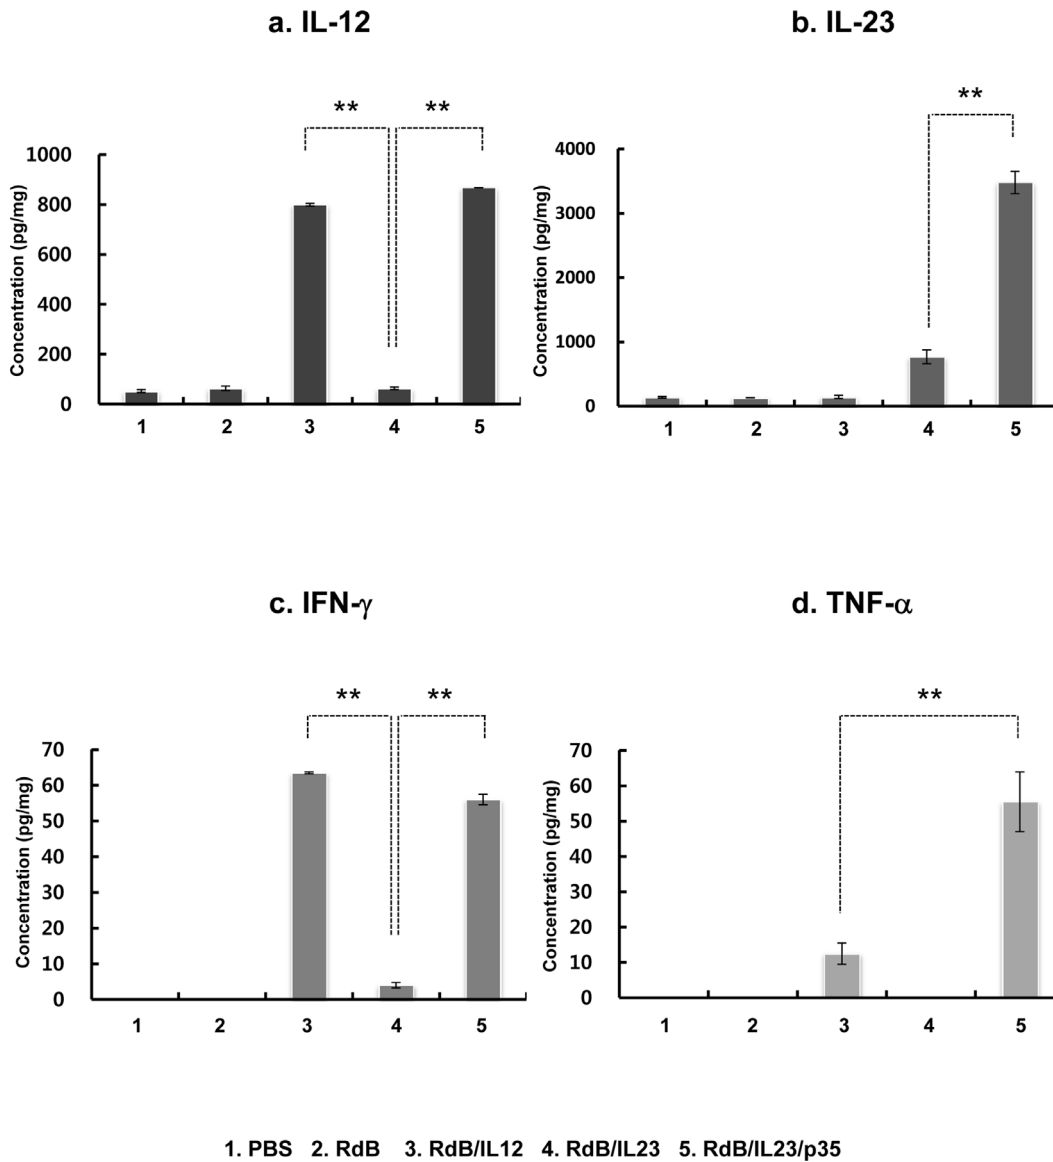 a. IL-12
** **
Concentration (pg/mg)
1000
800
600
400
200
0
1 2 3 4 5
b. IL-23
**
Concentration (pg/mg)
4000
3000
2000
1000
0
1 2 3 4 5
c. IFN-γ
** **
Concentration (pg/mg)
70
60
50
40
30
20
10
0
1 2 3 4 5
d. TNF-α
**
Concentration (pg/mg)
70
60
50
40
30
20
10
0
1 2 3 4 5
1. PBS 2. RdB 3. RdB/IL12 4. RdB/IL23 5. RdB/IL23/p35